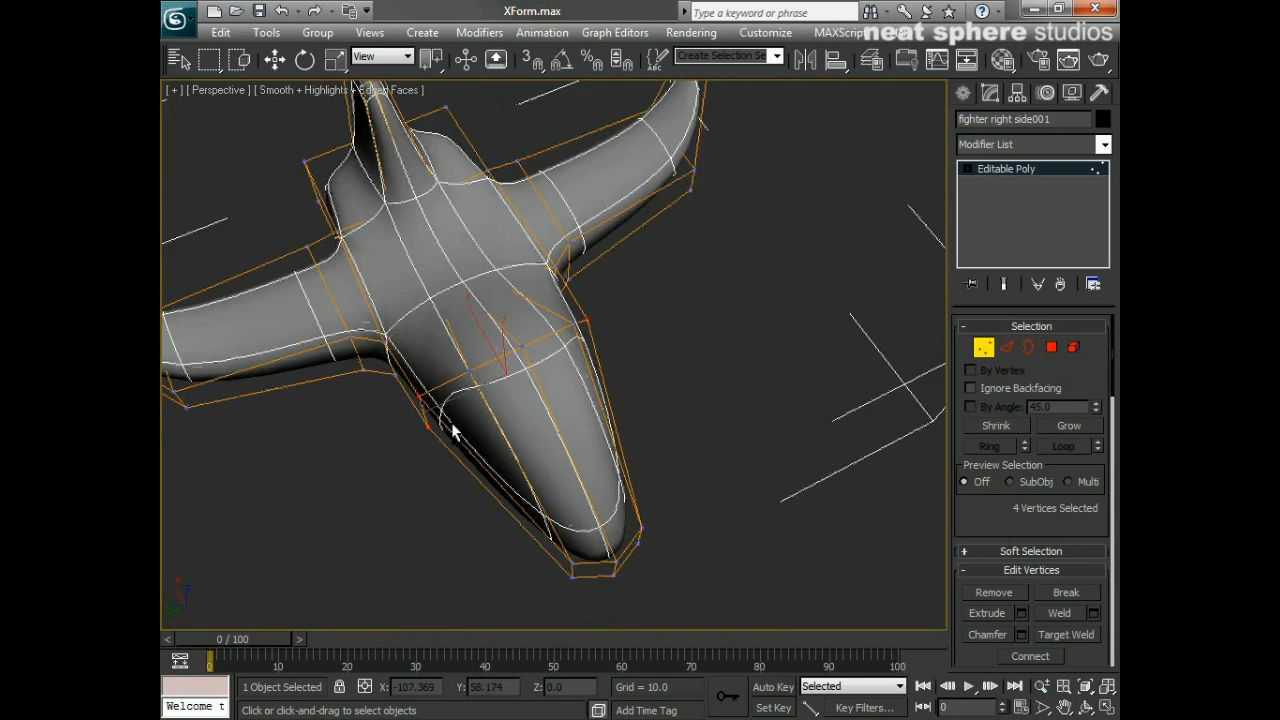 XForm.max
Type a keyword or phrase
Edit Tools Group Views Create Modifiers Animation Graph Editors Rendering Customize MAXScri
neat sphere studios
View
3
Create Selection Se
[ + ] [ Perspective ] [ Smooth + Highlights + Edged Faces ]
fighter right side001
Modifier List
Editable Poly
Selection
By Vertex
Ignore Backfacing
By Angle: 45.0
Shrink Grow
Ring Loop
Preview Selection
Off SubObj Multi
4 Vertices Selected
Soft Selection
Edit Vertices
Remove Break
Extrude Weld
Chamfer Target Weld
Connect
0 / 100
0 10 20 30 40 50 60 70 80 90 100
1 Object Selected X: -107.369 Y: 58.174 Z: 0.0 Grid = 10.0 Auto Key Selected
Welcome t Click or click-and-drag to select objects Add Time Tag Set Key Key Filters... 0